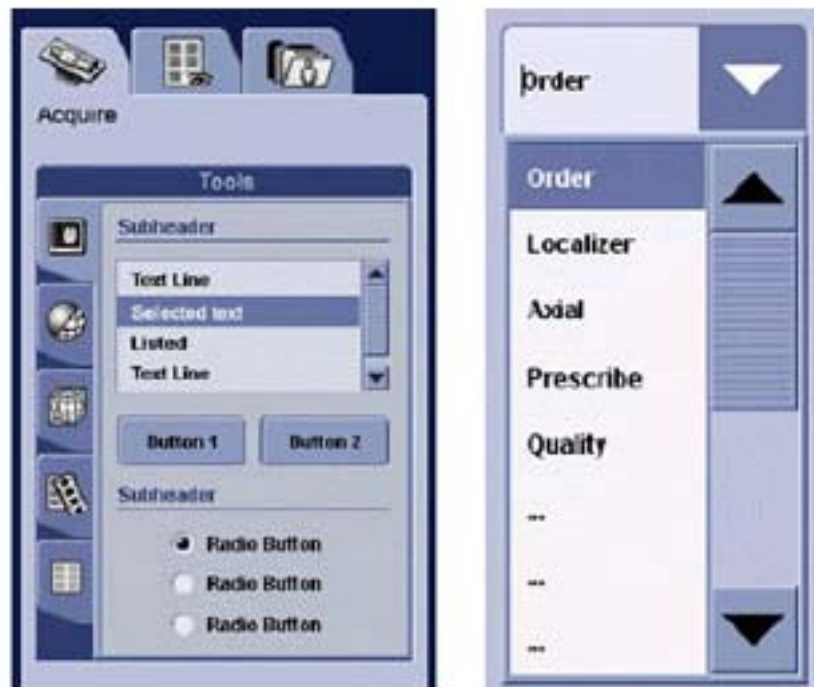 Acquire
Tools
Subheader
Text Line
Selected text
Listed
Text Line
Button 1
Button 2
Subheader
Radio Button
Radio Button
Radio Button
Order
Order
Localizer
Axial
Prescribe
Quality
...
...
...